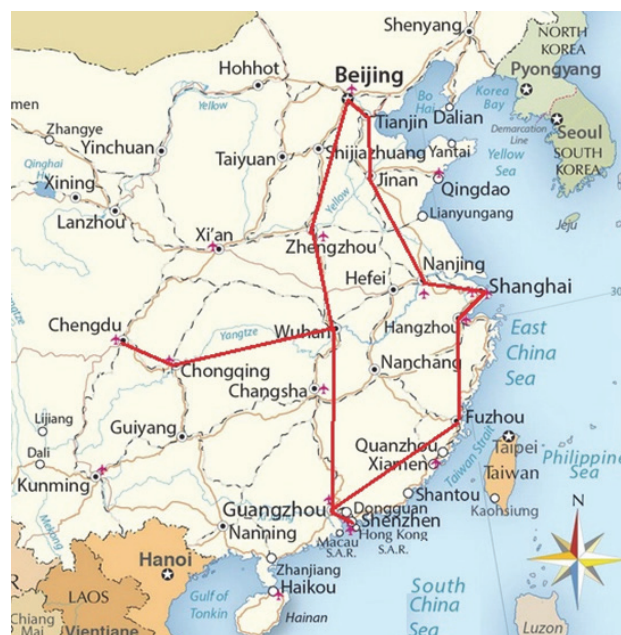 Shenyang
NORTH
KOREA
Hohhot
Beijing
Pyongyang
Yellow
Bo
Hai
Korea
Bay
men
Zhangye
Tianjin
Dalian
Demarcation
Line
Seoul
Yinchuan
Taiyuan
Shijiazhuang
Yantai
SOUTH
KOREA
Qinghai
Hu
Xining
Yellow
Jinan
Yellow
Sea
Qingdao
Lanzhou
Lianyungang
Jeju
Xi'an
Zhengzhou
Nanjing
Hefei
Shanghai
30
Chengdu
Yangtze
Wuhan
Hangzhou
East
China
Sea
Chongqing
Nanchang
Changsha
Lijiang
Guiyang
Fuzhou
Dali
Quanzhou
Taipei
Xiamen
Taiwan Strait
Philippine
Sea
Kunming
Taiwan
Shantou
Kaohsiumg
Guangzhou
Dongguan
N
Mekong
Nanning
Shenzhen
Macau
S.A.R.
Hong Kong
S.A.R.
Hanoi
Zhanjiang
LAOS
Gulf of
Tonkin
Haikou
South
China
Sea
Chiang
Mai
Hainan
Vientiane
Luzon